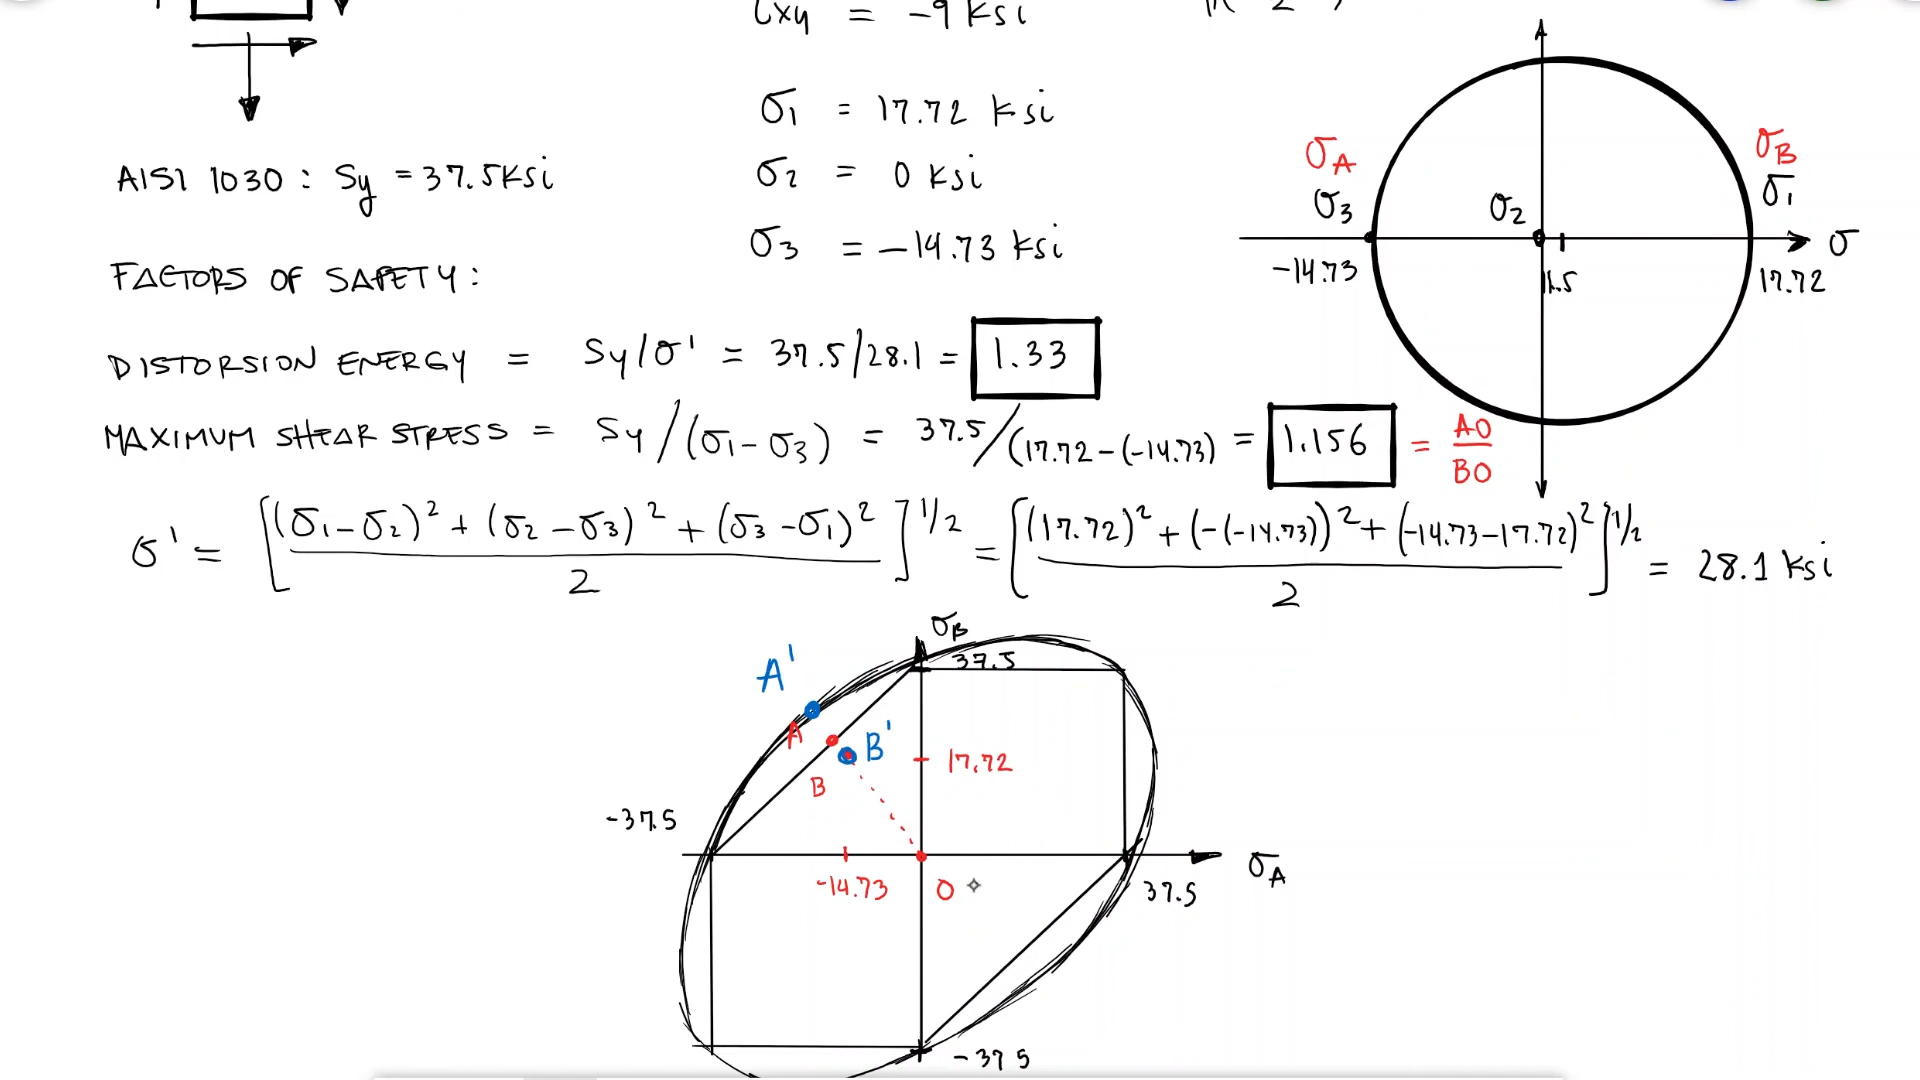 τxy = -9 ksi
σ1 = 17.72 ksi
AISI 1030 : Sy = 37.5 ksi
σ2 = 0 ksi
σ3 = -14.73 ksi
σA
σ3
σ2
σB
σ1
σ
-14.73
1.5
17.72
FACTORS OF SAFETY:
DISTORSION ENERGY = Sy/σ' = 37.5/28.1 = 1.33
MAXIMUM SHEAR STRESS = Sy/(σ1-σ3) = 37.5/(17.72-(-14.73) = 1.156 = AO/BO
σ' = [(σ1-σ2)²+(σ2-σ3)²+(σ3-σ1)²/2]^1/2 = [(17.72)²+(-(-14.73))²+(-14.73-17.72)²/2]^1/2 = 28.1 ksi
σB
37.5
A'
A
B'
B
17.72
-37.5
-14.73
O
37.5
σA
-37.5